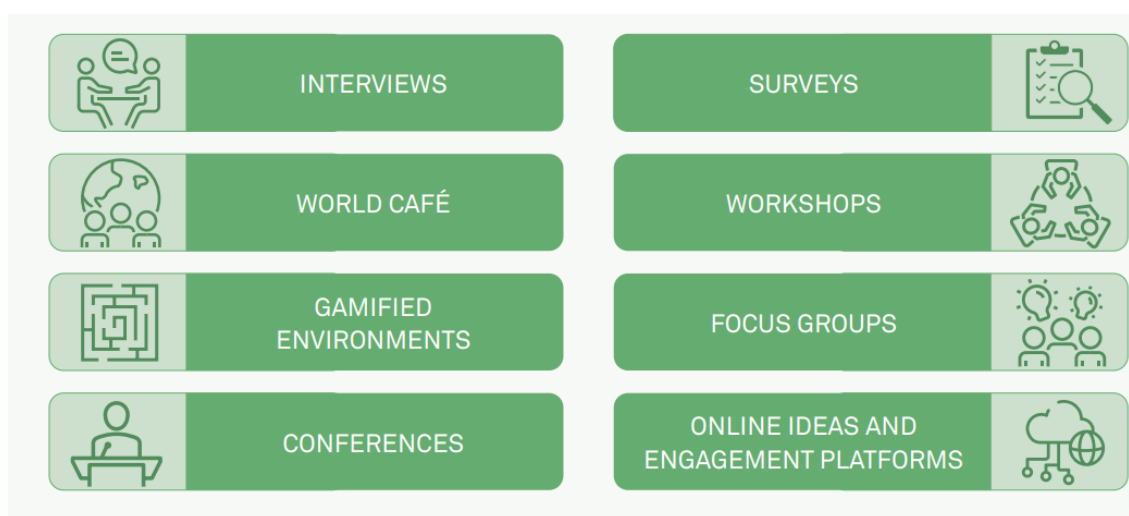 INTERVIEWS
SURVEYS
WORLD CAFÉ
WORKSHOPS
GAMIFIED
ENVIRONMENTS
FOCUS GROUPS
CONFERENCES
ONLINE IDEAS AND
ENGAGEMENT PLATFORMS